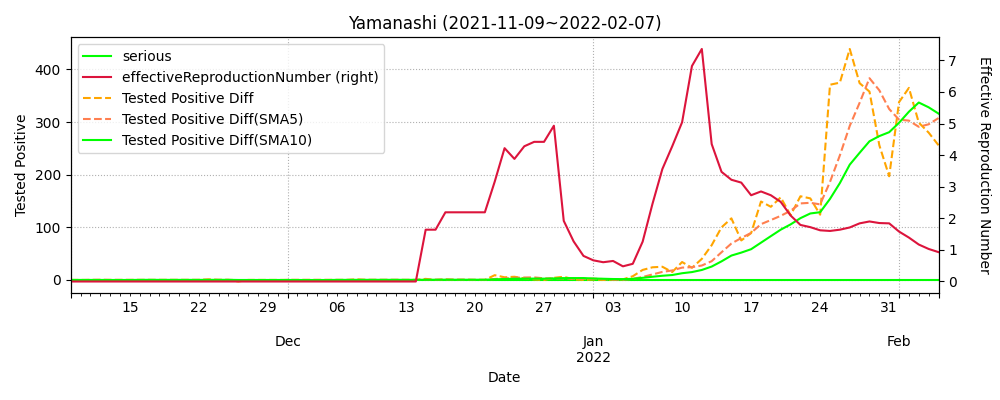 Yamanashi (2021-11-09~2022-02-07)
serious
effectiveReproductionNumber (right)
Tested Positive Diff
Tested Positive Diff(SMA5)
Tested Positive Diff(SMA10)
Tested Positive
400
300
200
100
0
Effective Reproduction Number
7
6
5
4
3
2
1
0
15 22 29 06 13 20 27 03 10 17 24 31
Dec Jan Feb
2022
Date